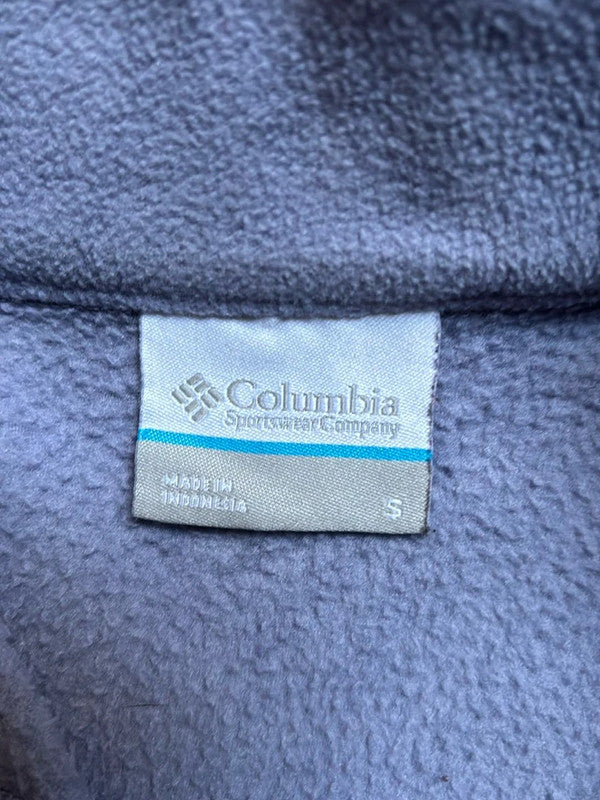 Columbia
Sportswear Company
MADE IN
INDONESIA
S